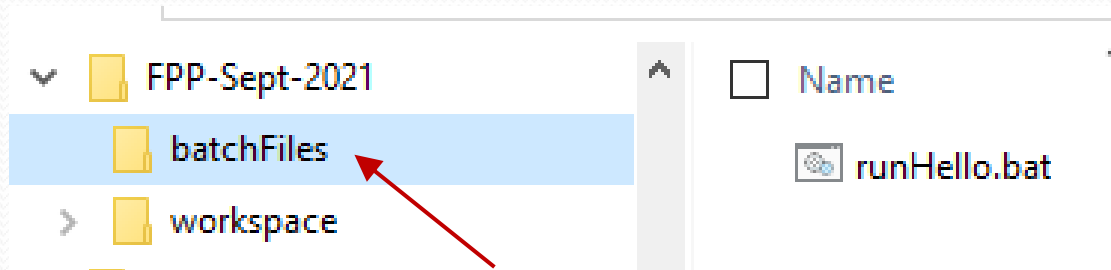 FPP-Sept-2021
batchFiles
workspace
Name
runHello.bat